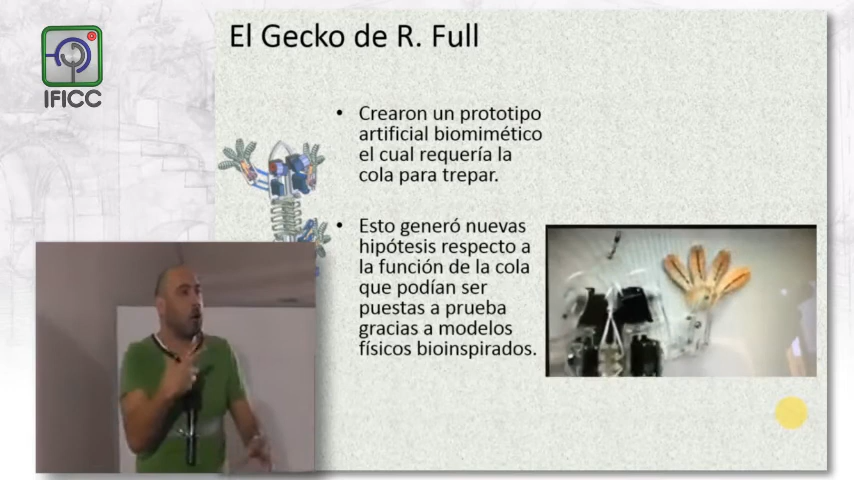 El Gecko de R. Full
IFICC
• Crearon un prototipo
artificial biomimético
el cual requería la
cola para trepar.
• Esto generó nuevas
hipótesis respecto a
la función de la cola
que podían ser
puestas a prueba
gracias a modelos
físicos bioinspirados.